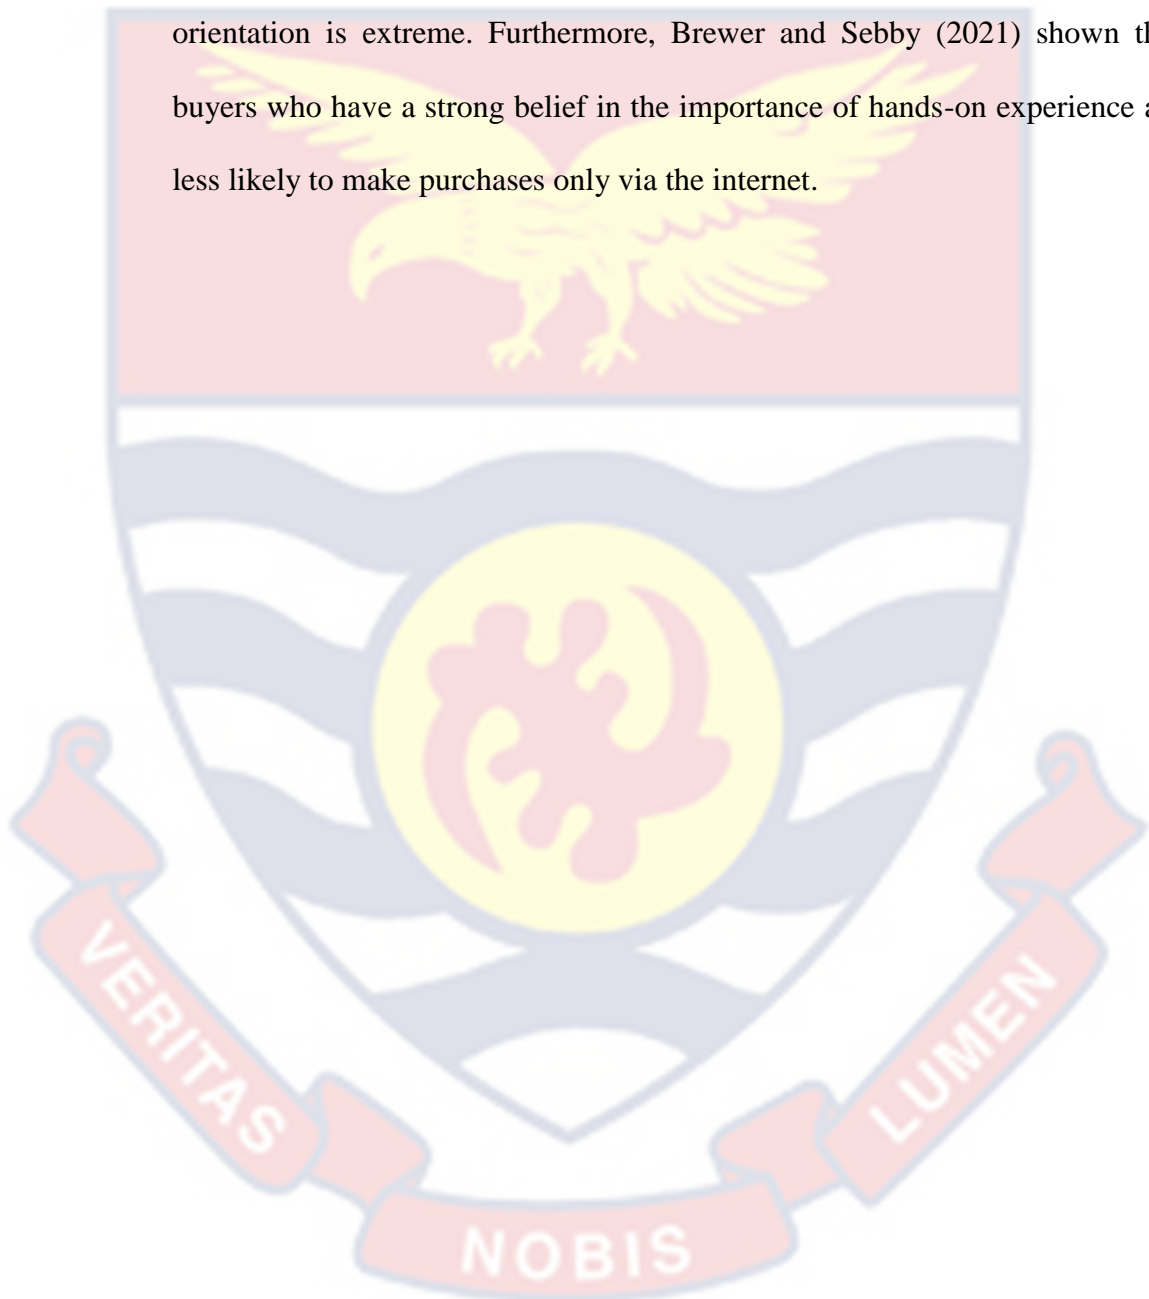 orientation is extreme. Furthermore, Brewer and Sebby (2021) shown th
buyers who have a strong belief in the importance of hands-on experience a
less likely to make purchases only via the internet.
VERITAS
NOBIS
LUMEN